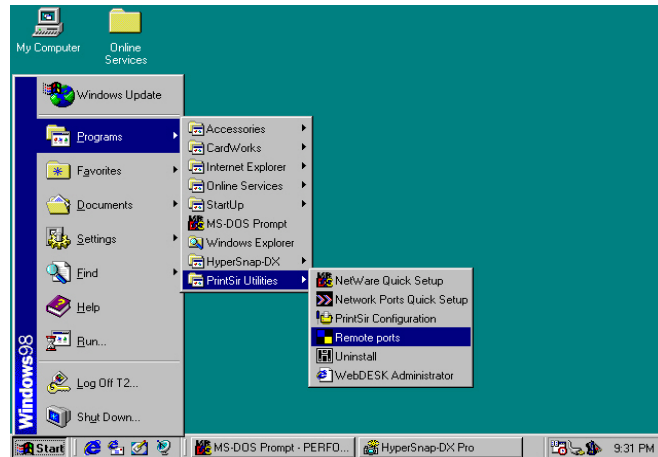 My Computer
Online
Services
Windows Update
Programs
Favorites
Documents
Settings
Find
Help
Run...
Log Off T2...
Shut Down...
Windows98
Accessories
CardWorks
Internet Explorer
Online Services
StartUp
MS-DOS Prompt
Windows Explorer
HyperSnap-DX
PrintSir Utilities
NetWare Quick Setup
Network Ports Quick Setup
PrintSir Configuration
Remote ports
Uninstall
WebDESK Administrator
Start
MS-DOS Prompt - PERFO...
HyperSnap-DX Pro
9:31 PM